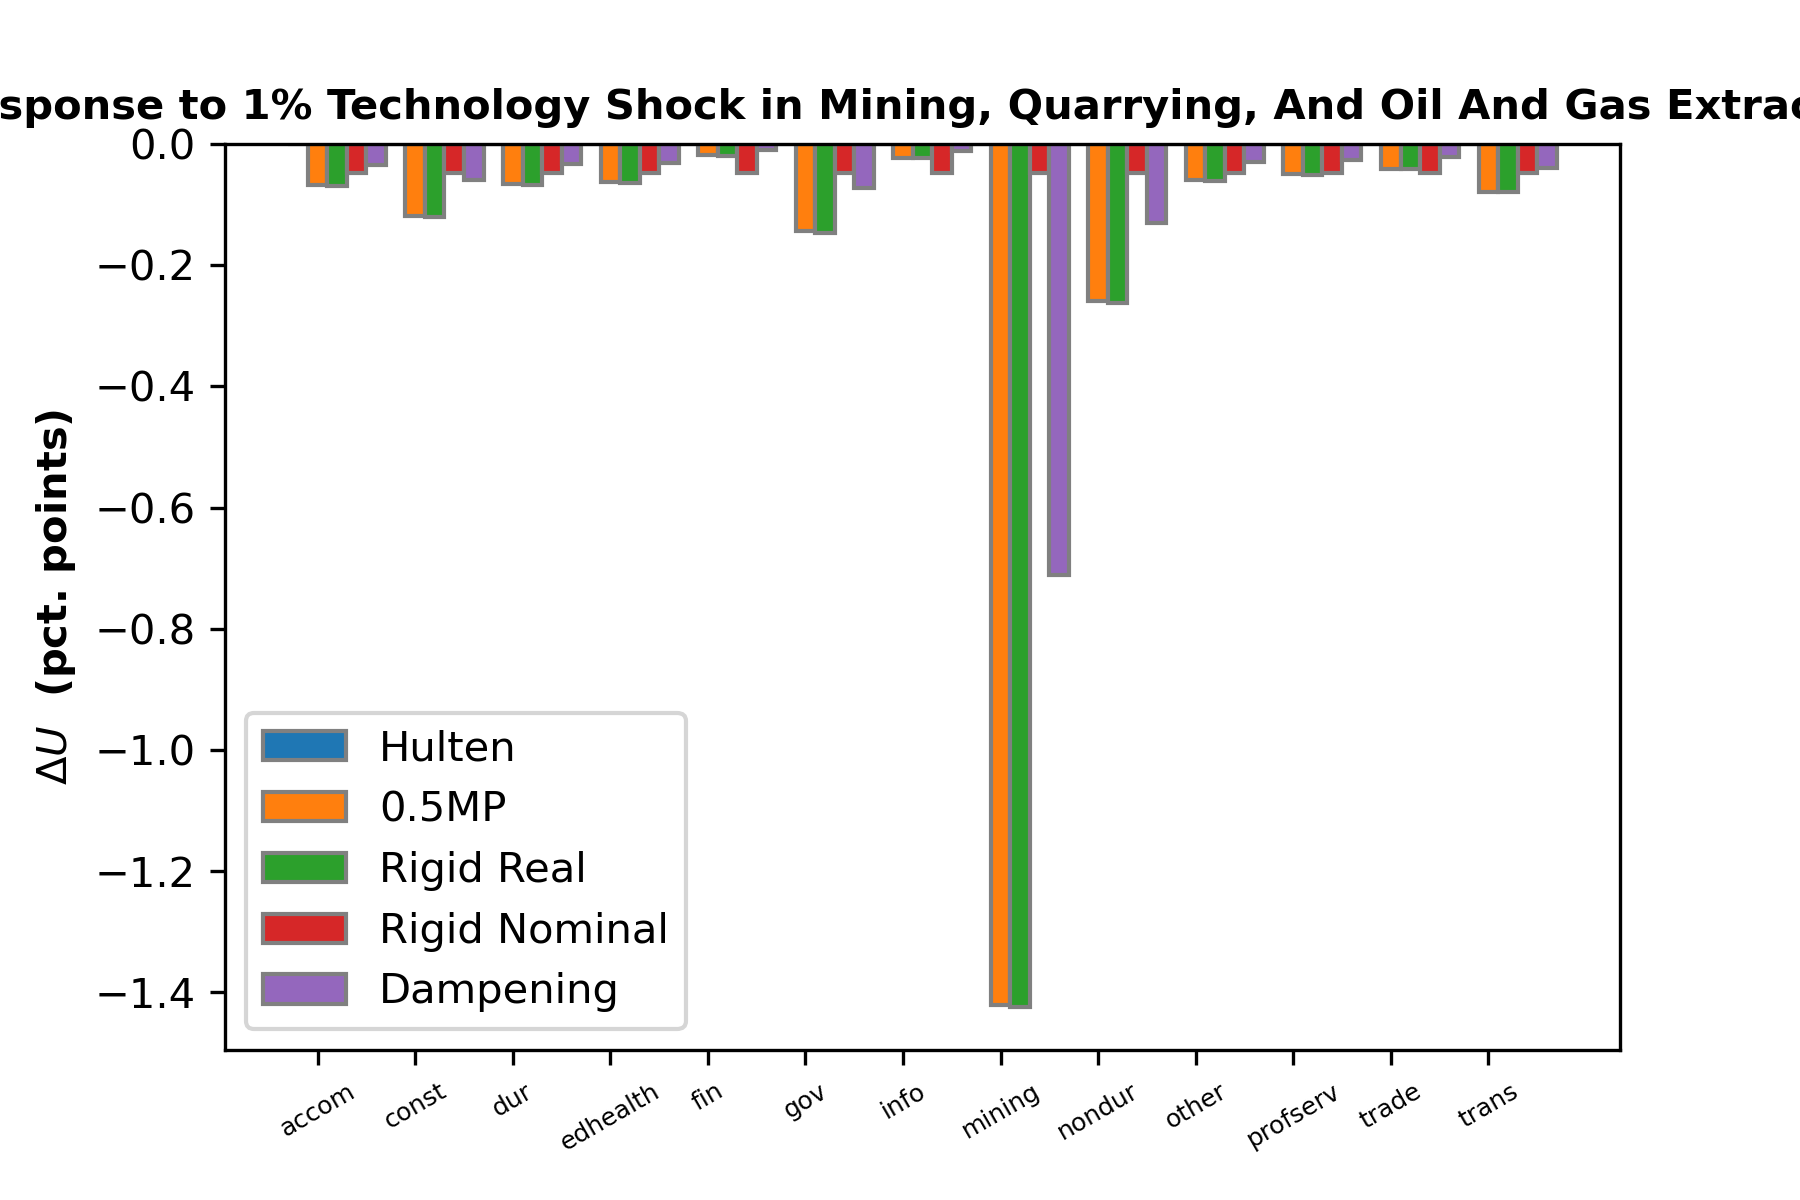 sponse to 1% Technology Shock in Mining, Quarrying, And Oil And Gas Extrac
0.0
−0.2
−0.4
−0.6
−0.8
−1.0
−1.2
−1.4
ΔU (pct. points)
Hulten
0.5MP
Rigid Real
Rigid Nominal
Dampening
accom const dur edhealth fin gov info mining nondur other profserv trade trans